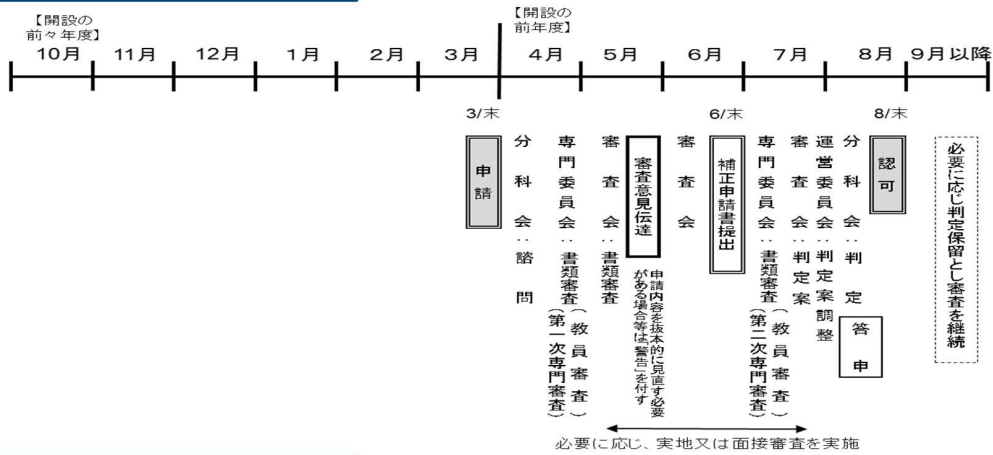 【開設の
前々年度】
【開設の
前年度】
10月 11月 12月 1月 2月 3月 4月 5月 6月 7月 8月 9月以降
3/末 6/末 8/末
申請
分科会：諮問
専門委員会：書類審査
（教員審査）
（第一次専門審査）
審査会：書類審査
審査意見伝達
申請内容を抜本的に見直す必要
がある場合等は「警告」を付す
審査会
補正申請書提出
専門委員会：書類審査
（教員審査）
（第二次専門審査）
審査会：判定案
運営委員会：判定案調整
分科会：判定
答申
認可
必要に応じ判定保留とし審査を継続
必要に応じ、実地又は面接審査を実施